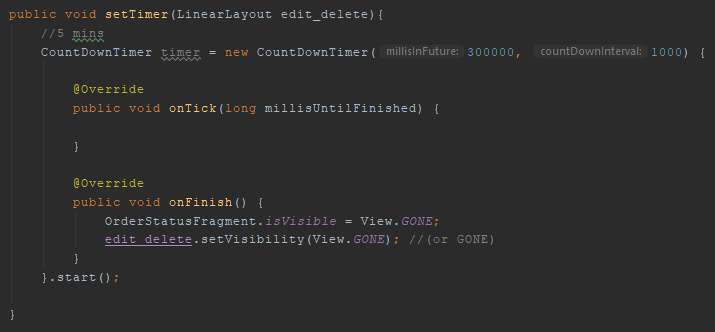 public void setTimer(LinearLayout edit_delete){
//5 mins
CountDownTimer timer = new CountDownTimer( millisInFuture: 300000, countDownInterval: 1000) {
@Override
public void onTick(long millisUntilFinished) {
}
@Override
public void onFinish() {
OrderStatusFragment.isVisible = View.GONE;
edit_delete.setVisibility(View.GONE); //(or GONE)
}
}.start();
}